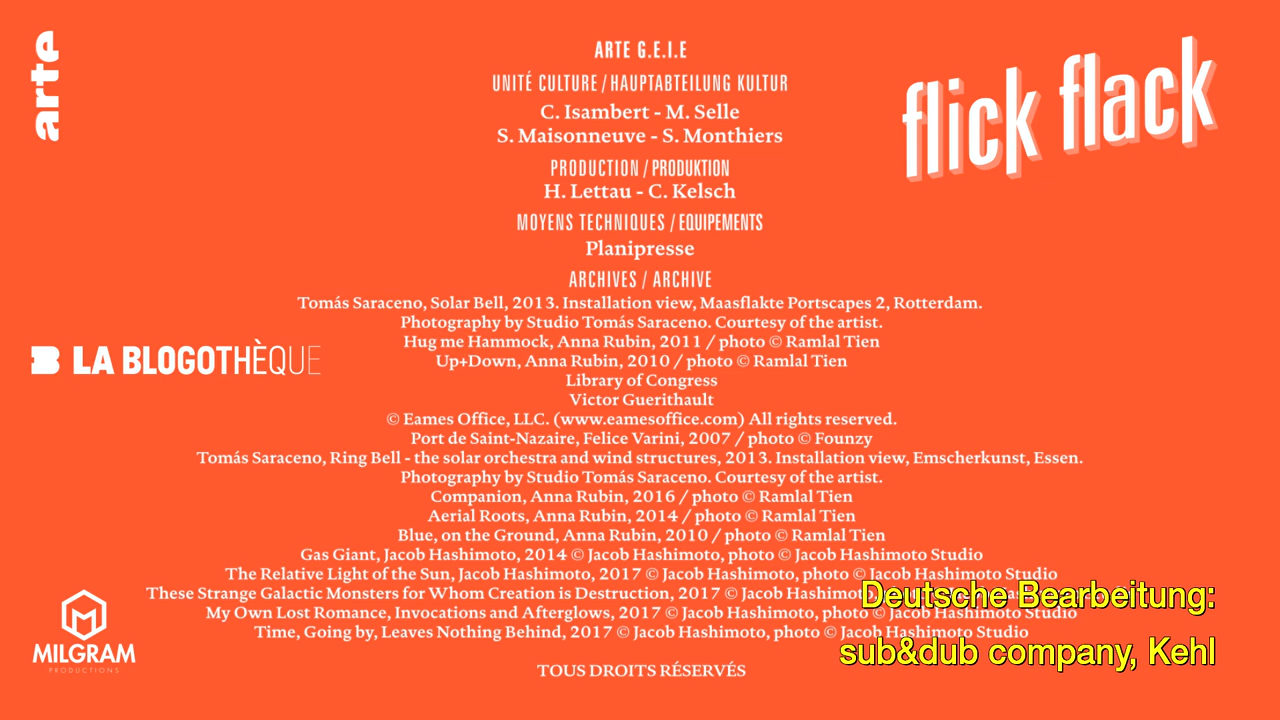 arte
ARTE G.E.I.E
UNITÉ CULTURE / HAUPTABTEILUNG KULTUR
C. Isambert - M. Selle
S. Maisonneuve - S. Monthiers
PRODUCTION / PRODUKTION
H. Lettau - C. Kelsch
MOYENS TECHNIQUES / EQUIPEMENTS
Planipresse
ARCHIVES / ARCHIVE
flick flack
Tomás Saraceno, Solar Bell, 2013. Installation view, Maasflakte Portscapes 2, Rotterdam.
Photography by Studio Tomás Saraceno. Courtesy of the artist.
Hug me Hammock, Anna Rubin, 2011 / photo © Ramlal Tien
Up+Down, Anna Rubin, 2010 / photo © Ramlal Tien
LA BLOGOTHÈQUE
Library of Congress
Victor Guerithault
© Eames Office, LLC. (www.eamesoffice.com) All rights reserved.
Port de Saint-Nazaire, Felice Varini, 2007 / photo © Founzy
Tomás Saraceno, Ring Bell - the solar orchestra and wind structures, 2013. Installation view, Emscherkunst, Essen.
Photography by Studio Tomás Saraceno. Courtesy of the artist.
Companion, Anna Rubin, 2016 / photo © Ramlal Tien
Aerial Roots, Anna Rubin, 2014 / photo © Ramlal Tien
Blue, on the Ground, Anna Rubin, 2010 / photo © Ramlal Tien
Gas Giant, Jacob Hashimoto, 2014 © Jacob Hashimoto, photo © Jacob Hashimoto Studio
The Relative Light of the Sun, Jacob Hashimoto, 2017 © Jacob Hashimoto, photo © Jacob Hashimoto Studio
These Strange Galactic Monsters for Whom Creation is Destruction, 2017 © Jacob Hashimoto,
My Own Lost Romance, Invocations and Afterglows, 2017 © Jacob Hashimoto, photo © Jacob Hashimoto Studio
Time, Going by, Leaves Nothing Behind, 2017 © Jacob Hashimoto, photo © Jacob Hashimoto Studio
TOUS DROITS RÉSERVÉS
MILGRAM
PRODUCTIONS
Deutsche Bearbeitung:
sub&dub company, Kehl